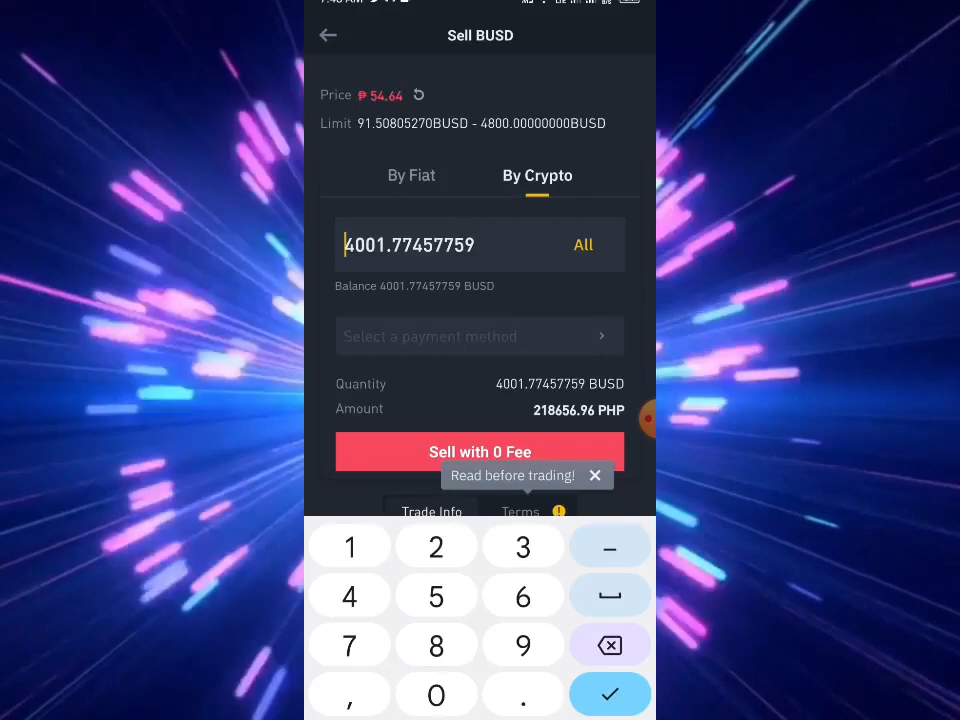 Sell BUSD
Price ₱ 54.64
Limit 91.50805270BUSD - 4800.00000000BUSD
By Fiat By Crypto
4001.77457759 All
Balance 4001.77457759 BUSD
Select a payment method >
Quantity 4001.77457759 BUSD
Amount 218656.96 PHP
Sell with 0 Fee
Read before trading! ✕
Trade Info Terms !
1 2 3 –
4 5 6
7 8 9
, 0 .